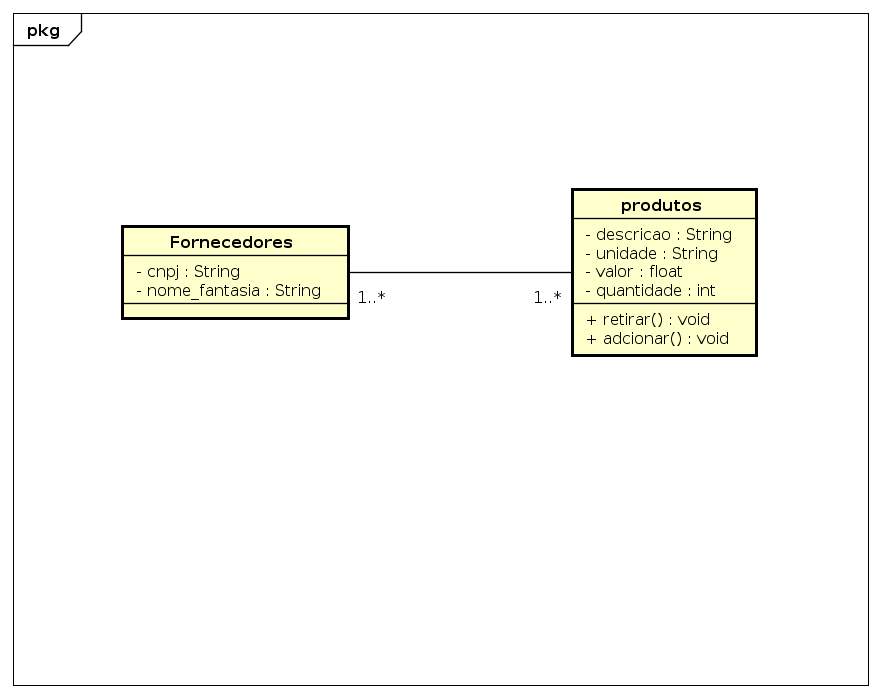 pkg
Fornecedores
- cnpj : String
- nome_fantasia : String
1..*
1..*
produtos
- descricao : String
- unidade : String
- valor : float
- quantidade : int
+ retirar() : void
+ adcionar() : void